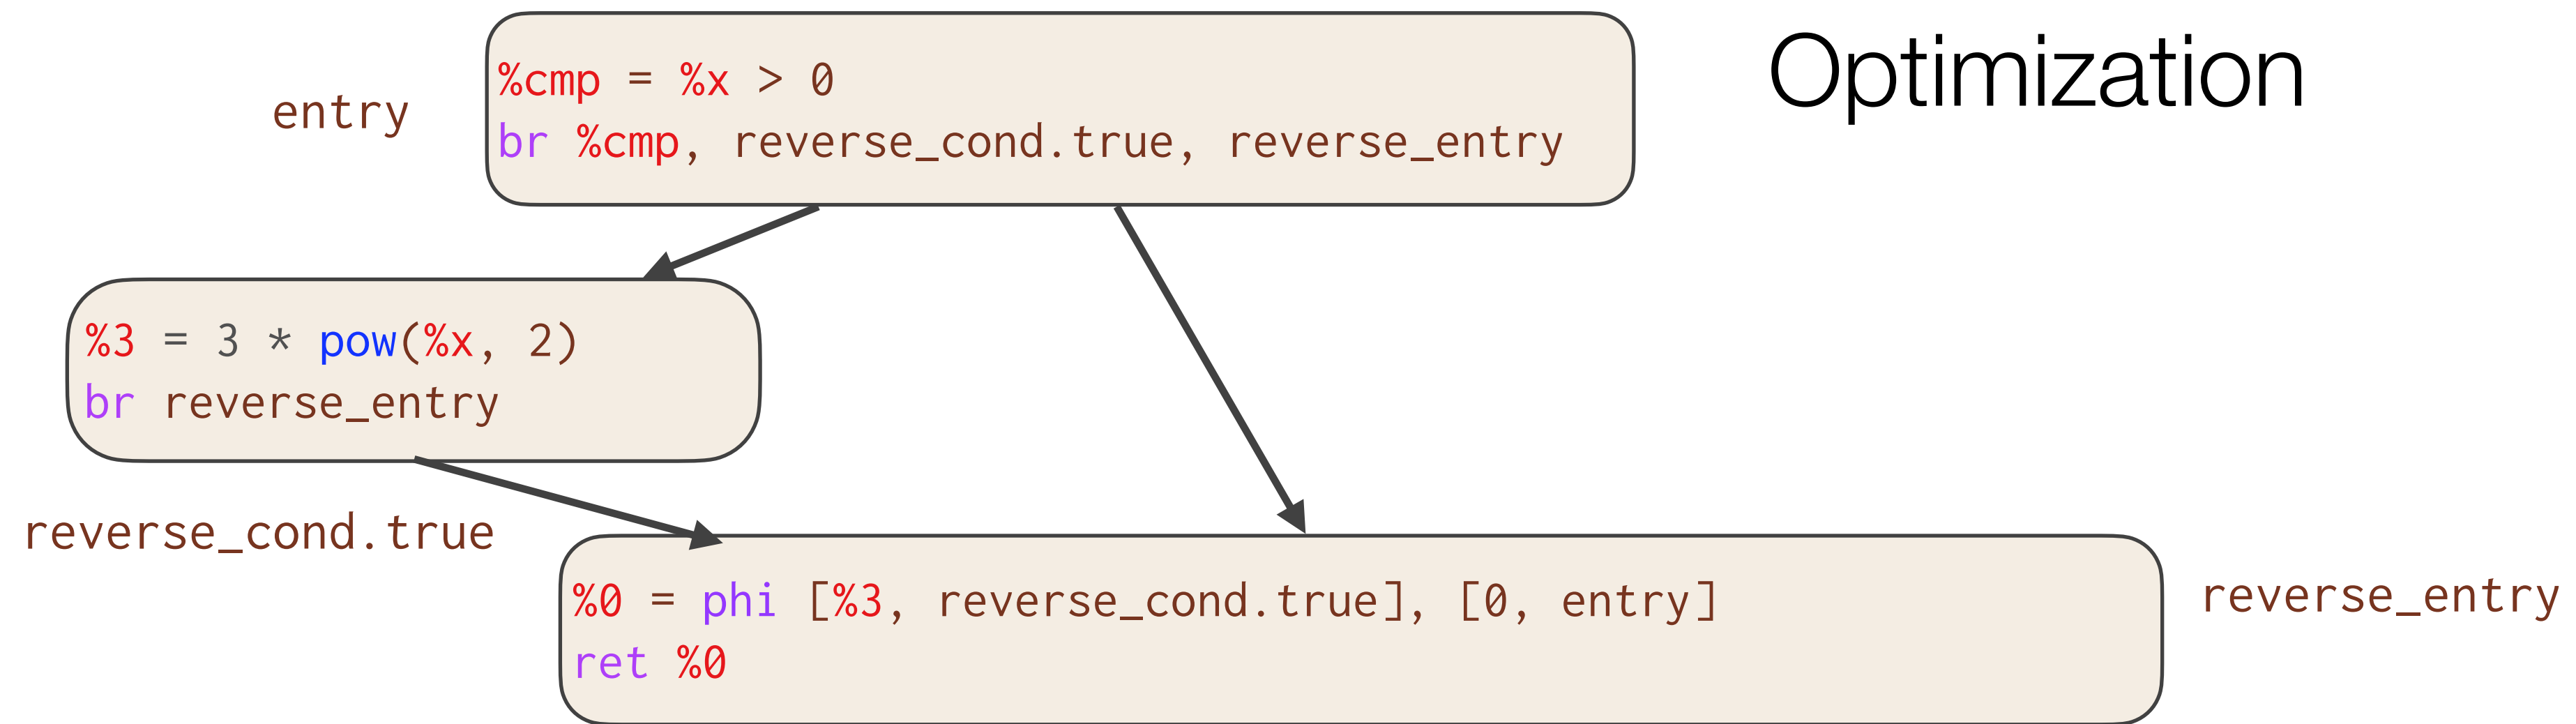 Optimization
entry
%cmp = %x > 0
br %cmp, reverse_cond.true, reverse_entry
%3 = 3 * pow(%x, 2)
br reverse_entry
reverse_cond.true
%0 = phi [%3, reverse_cond.true], [0, entry]
ret %0
reverse_entry